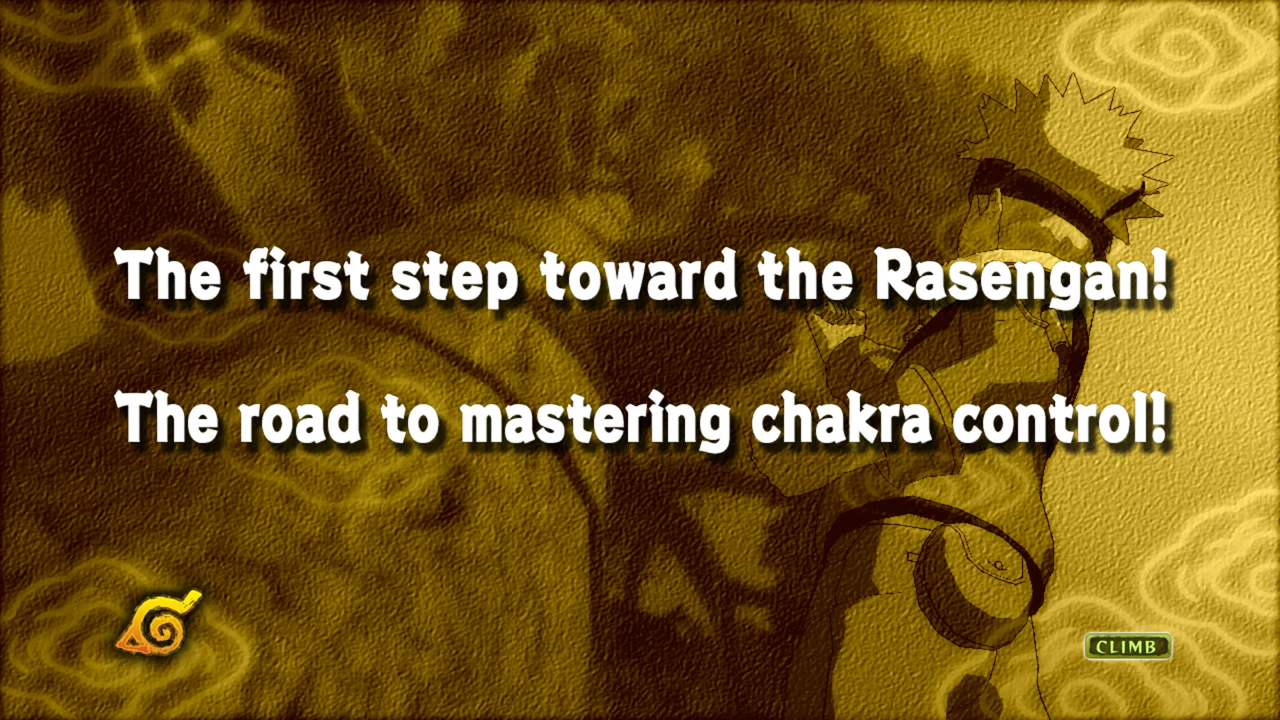 The first step toward the Rasengan!
The road to mastering chakra control!
CLIMB